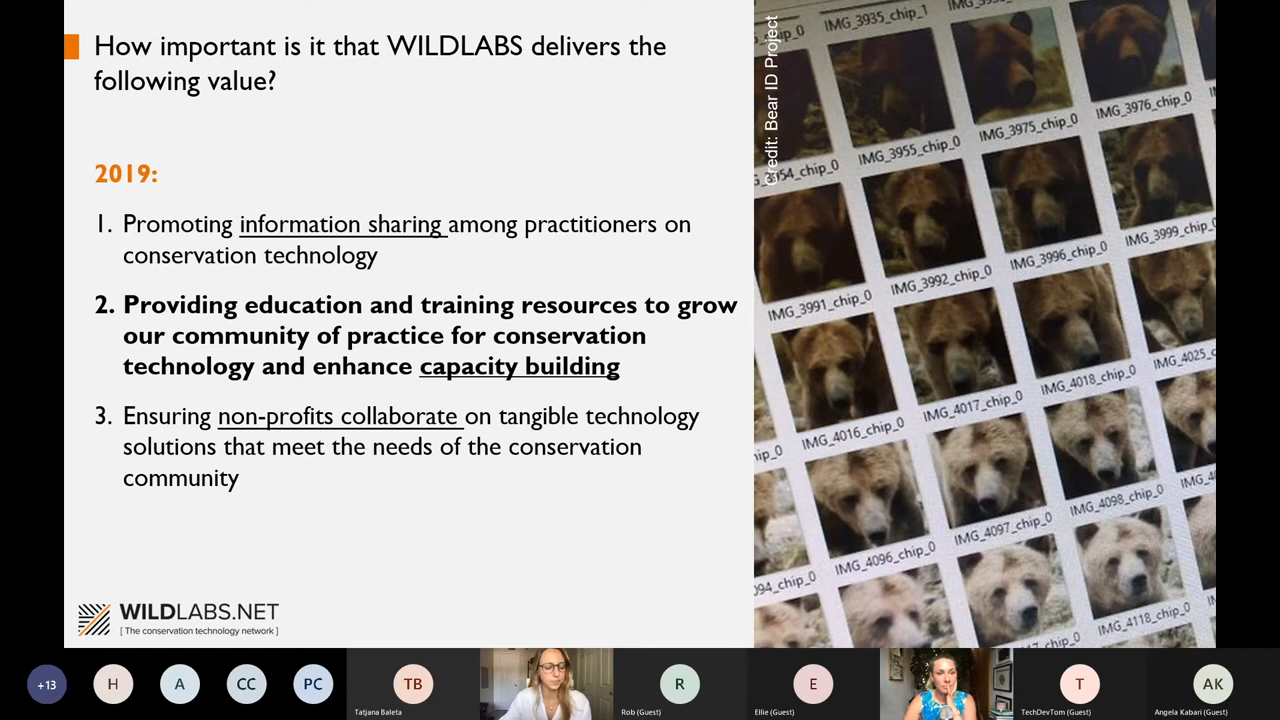 How important is it that WILDLABS delivers the
following value?
2019:
1. Promoting information sharing among practitioners on
conservation technology
2. Providing education and training resources to grow
our community of practice for conservation
technology and enhance capacity building
3. Ensuring non-profits collaborate on tangible technology
solutions that meet the needs of the conservation
community
WILDLABS.NET
[ The conservation technology network ]
Credit: Bear ID Project
IMG_3935_chip_1
IMG_3954_chip_0
IMG_3955_chip_0
IMG_3975_chip_0
IMG_3976_chip_0
IMG_3991_chip_0
IMG_3992_chip_0
IMG_3996_chip_0
IMG_3999_chip_0
IMG_4016_chip_0
IMG_4017_chip_0
IMG_4018_chip_0
IMG_4096_chip_0
IMG_4097_chip_0
IMG_4098_chip_0
IMG_4118_chip_0
+13
H
A
CC
PC
TB
Tatjana Baleta
R
Rob (Guest)
E
Ellie (Guest)
T
TechDevTom (Guest)
AK
Angela Kabari (Guest)